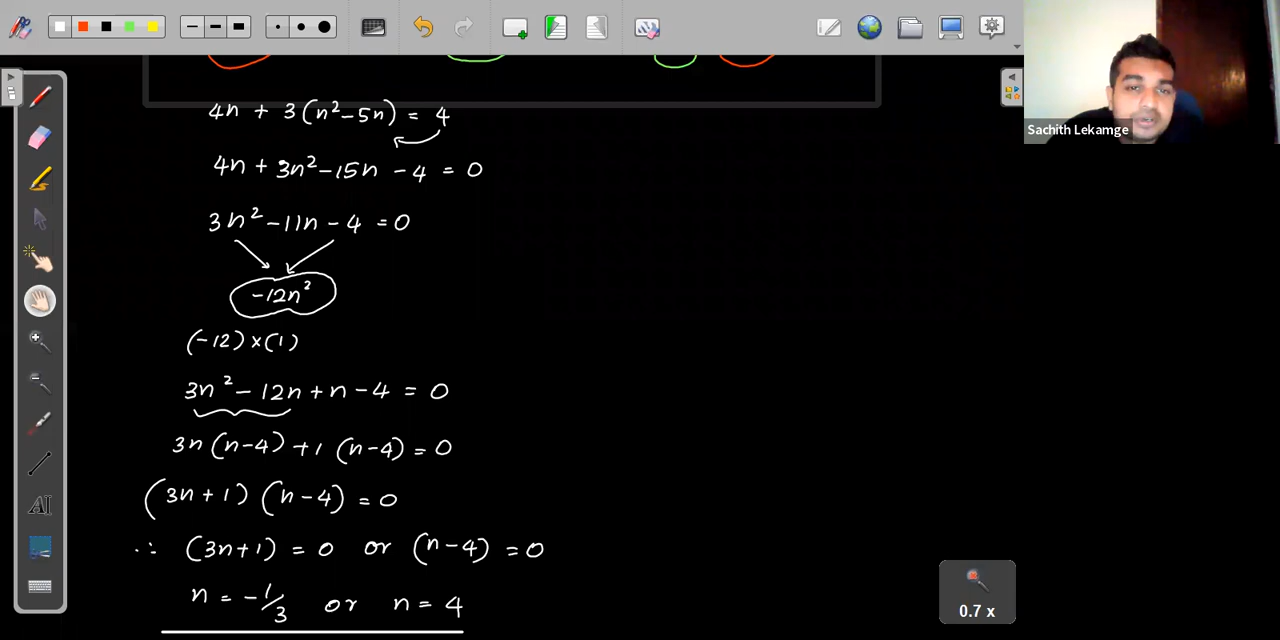 Sachith Lekamge
4n + 3(n² - 5n) = 4
4n + 3n² - 15n - 4 = 0
3n² - 11n - 4 = 0
-12n²
(-12) × (1)
3n² - 12n + n - 4 = 0
3n (n-4) + 1 (n-4) = 0
(3n + 1) (n - 4) = 0
∴ (3n+1) = 0 or (n-4) = 0
n = -1/3 or n = 4
AI
0.7 x